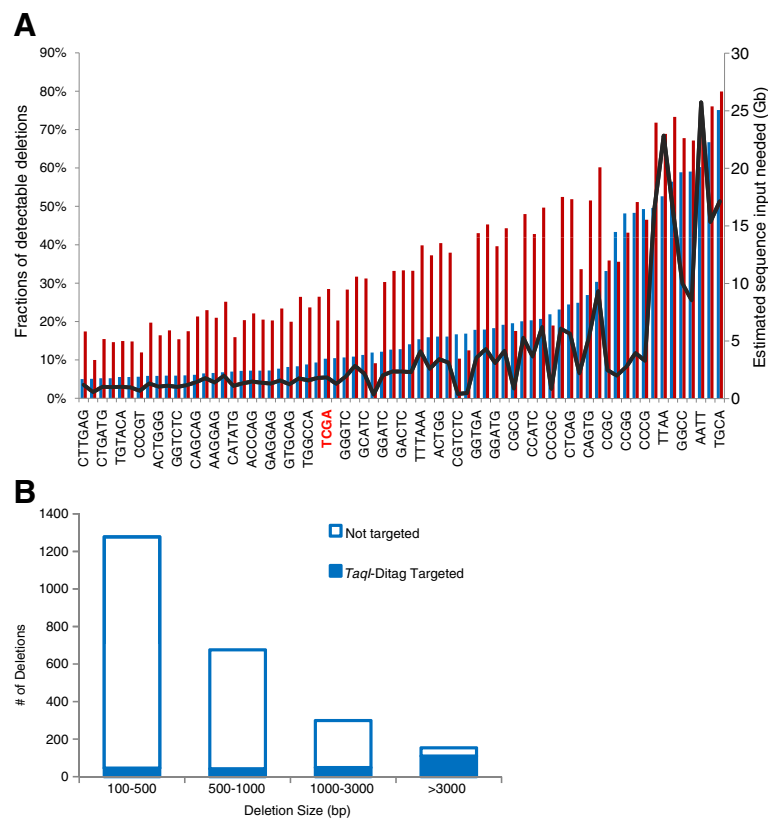 A
90%
80%
70%
60%
50%
40%
30%
20%
10%
0%
Fractions of detectable deletions
30
25
20
15
10
5
0
Estimated sequence input needed (Gb)
CTTGAG
CTGATG
TGTACA
CCCGT
ACTGGG
GGTCTC
CAGCAG
AAGGAG
CATATG
ACCCAG
GAGGAG
GTGCAG
TGGCCA
TCGA
GGGTC
GCATC
GGATC
GACTC
TTTAAA
ACTGG
CGTCTC
GGTGA
GGATG
CGCG
CCATC
CCCGC
CTCAG
CAGTG
CCGC
CCGG
CCCG
TTAA
GGCC
AATT
TGCA
B
1400
1200
1000
800
600
400
200
0
# of Deletions
Not targeted
TaqI-Ditag Targeted
100-500
500-1000
1000-3000
>3000
Deletion Size (bp)